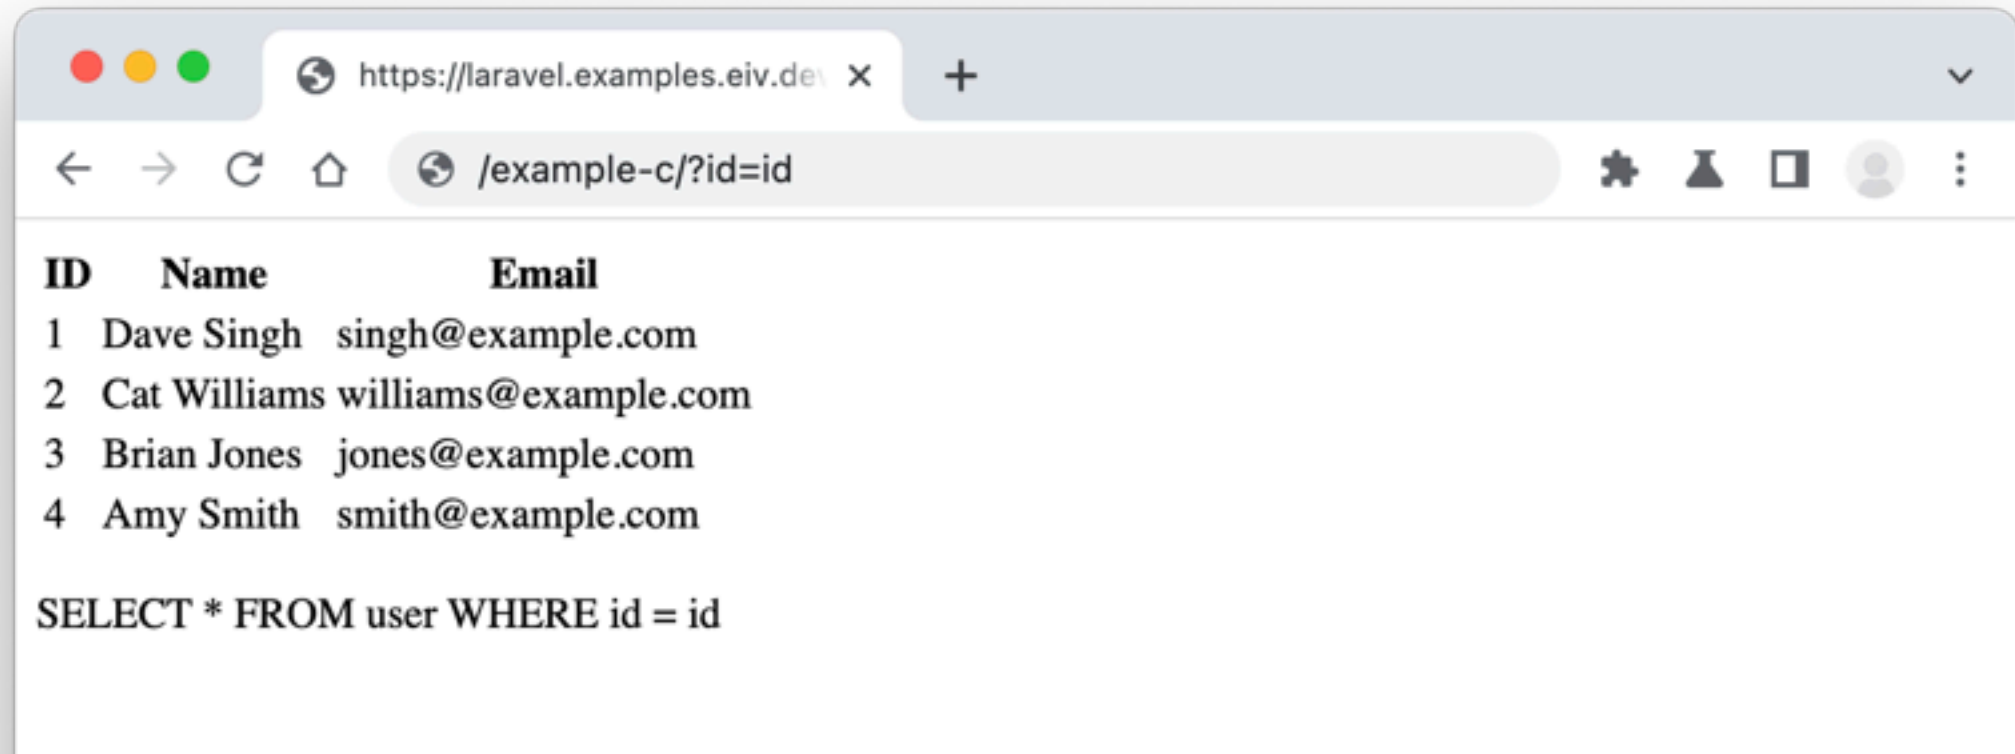 https://laravel.examples.eiv.dev
/example-c/?id=id
ID Name Email
1 Dave Singh singh@example.com
2 Cat Williams williams@example.com
3 Brian Jones jones@example.com
4 Amy Smith smith@example.com
SELECT * FROM user WHERE id = id